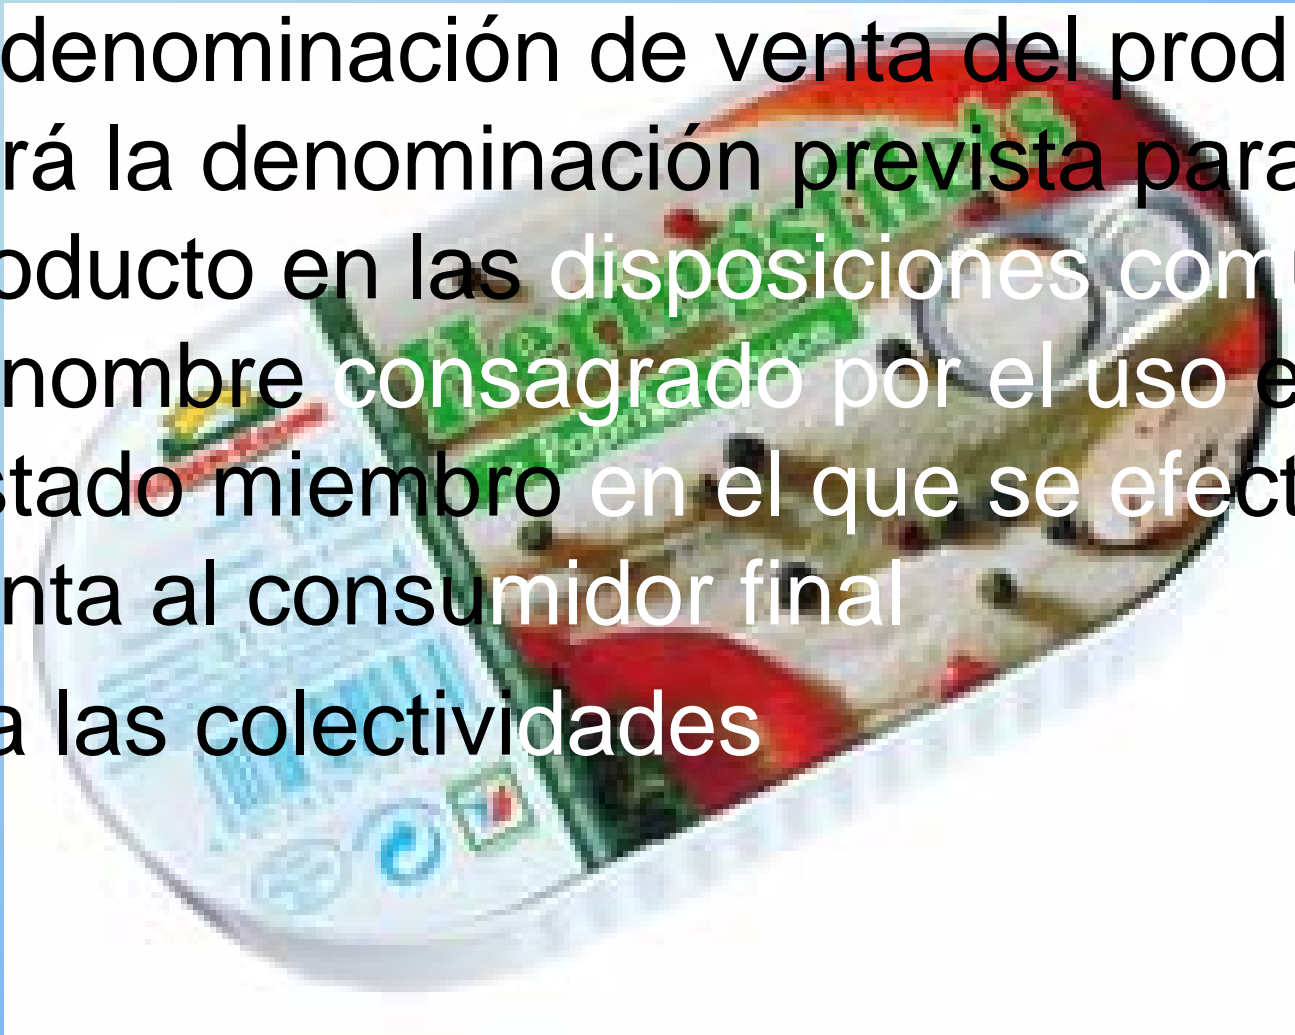 denominación de venta del prod
rá la denominación prevista para
oducto en las disposiciones comu
nombre consagrado por el uso e
stado miembro en el que se efect
nta al consumidor final
a las colectividades